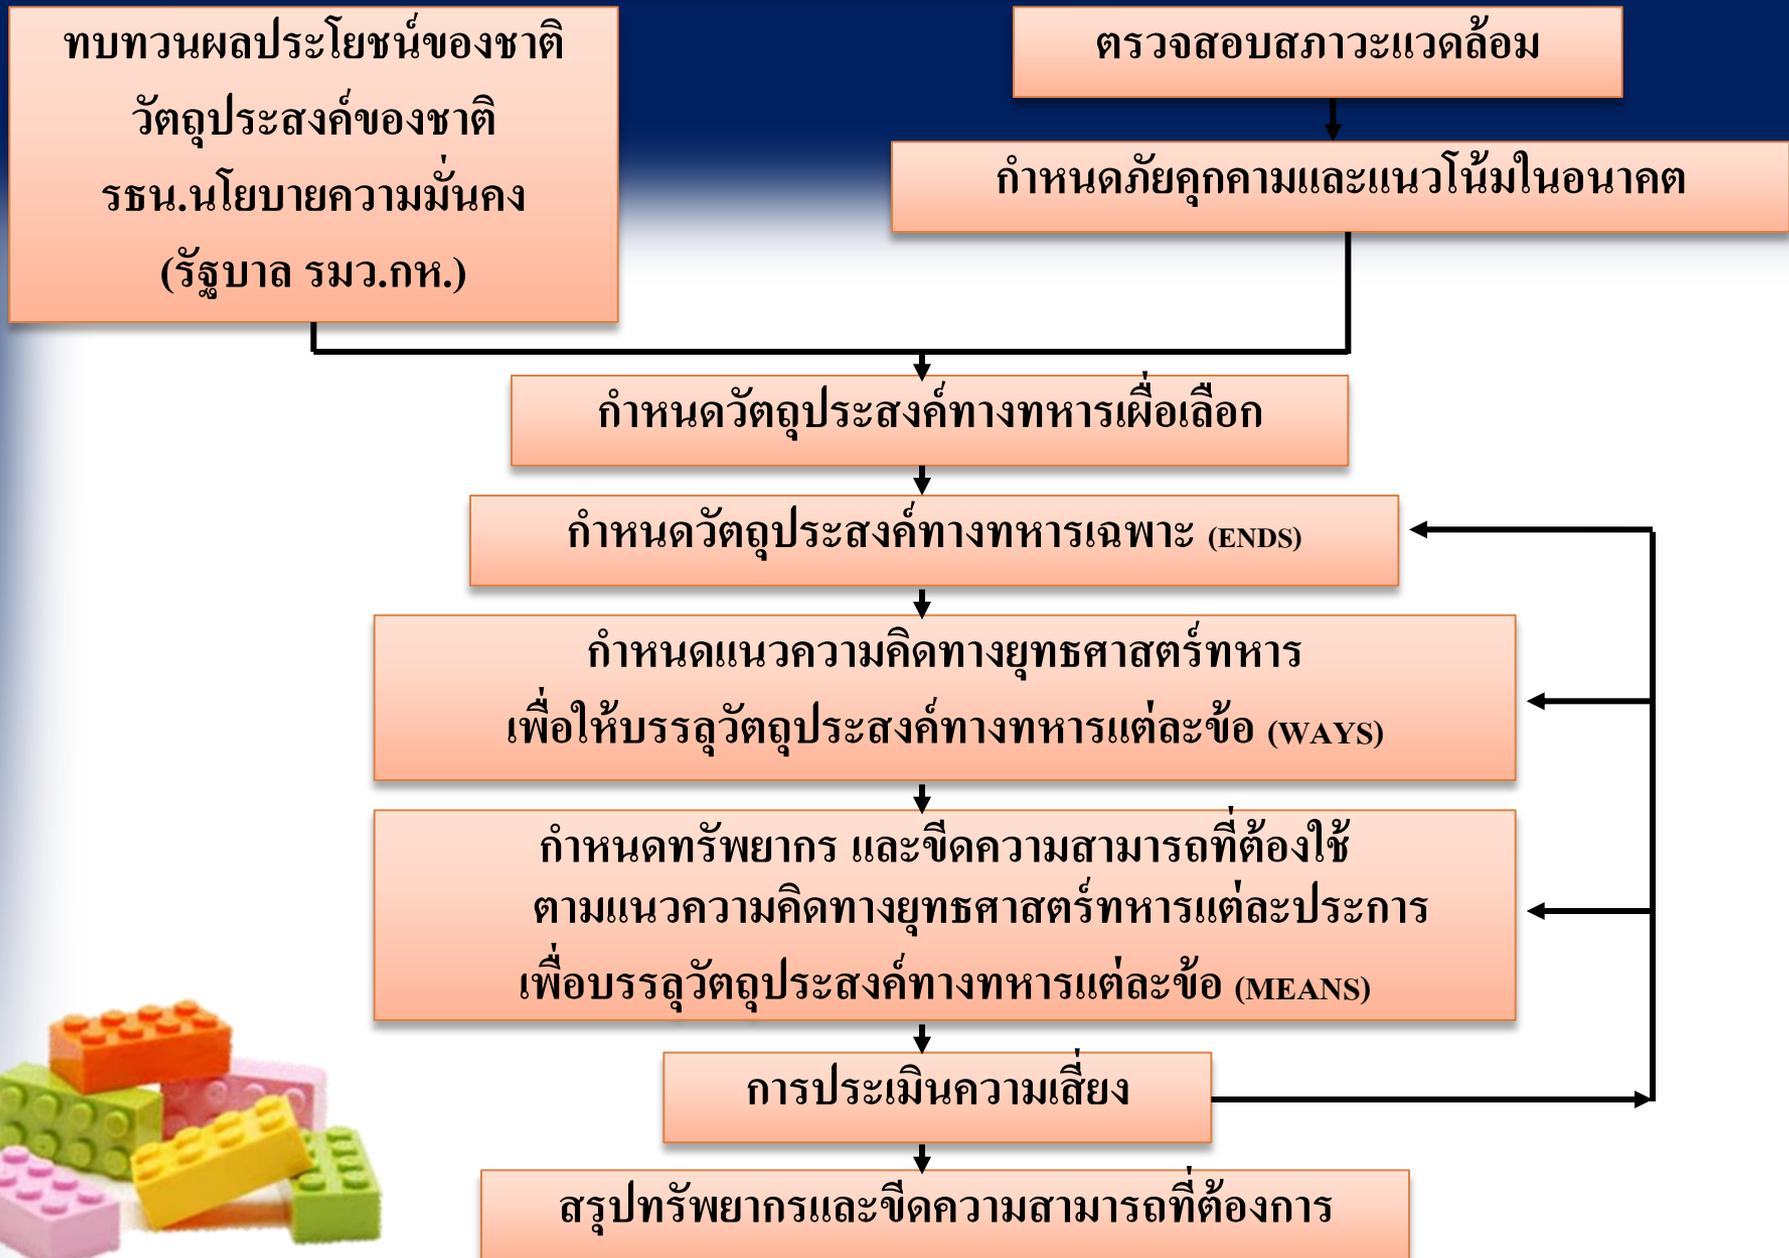 ทบทวนผลประโยชน์ของชาติ
วัตถุประสงค์ของชาติ
รธน.นโยบายความมั่นคง
(รัฐบาล รมว.กห.)
ตรวจสอบสภาวะแวดล้อม
กำหนดภัยคุกคามและแนวโน้มในอนาคต
กำหนดวัตถุประสงค์ทางทหารเผื่อเลือก
กำหนดวัตถุประสงค์ทางทหารเฉพาะ (ENDS)
กำหนดแนวความคิดทางยุทธศาสตร์ทหาร
เพื่อให้บรรลุวัตถุประสงค์ทางทหารแต่ละข้อ (WAYS)
กำหนดทรัพยากร และขีดความสามารถที่ต้องใช้
ตามแนวความคิดทางยุทธศาสตร์ทหารแต่ละประการ
เพื่อบรรลุวัตถุประสงค์ทางทหารแต่ละข้อ (MEANS)
การประเมินความเสี่ยง
สรุปทรัพยากรและขีดความสามารถที่ต้องการ